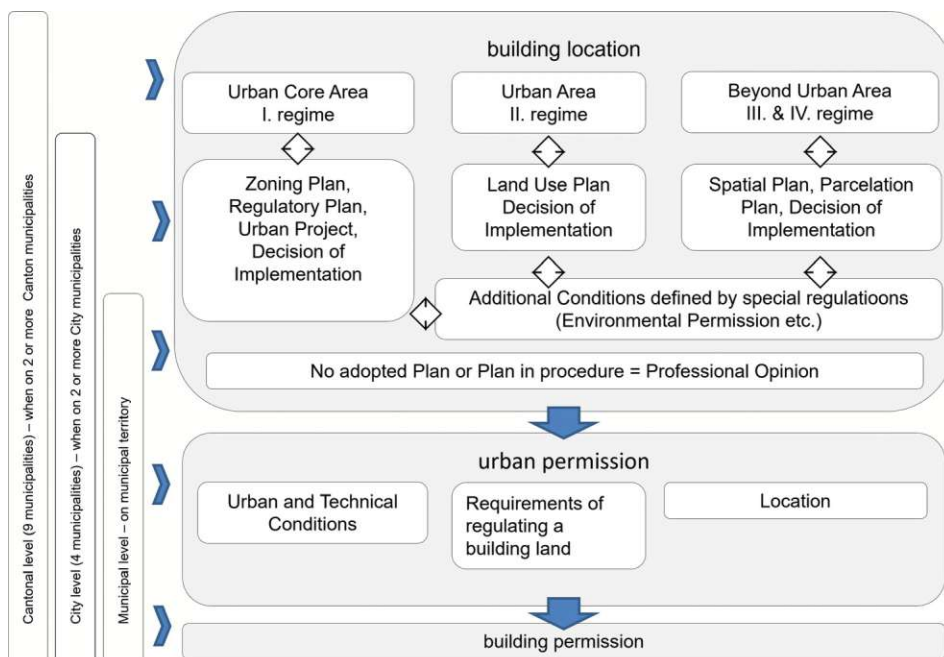 Cantonal level (9 municipalities) – when on 2 or more Canton municipalities
City level (4 municipalities) – when on 2 or more City municipalities
Municipal level – on municipal territory
building location
Urban Core Area
I. regime
Urban Area
II. regime
Beyond Urban Area
III. & IV. regime
Zoning Plan,
Regulatory Plan,
Urban Project,
Decision of
Implementation
Land Use Plan
Decision of
Implementation
Spatial Plan, Parcelation
Plan, Decision of
Implementation
Additional Conditions defined by special regulatioons
(Environmental Permission etc.)
No adopted Plan or Plan in procedure = Professional Opinion
urban permission
Urban and Technical
Conditions
Requirements of
regulating a
building land
Location
building permission